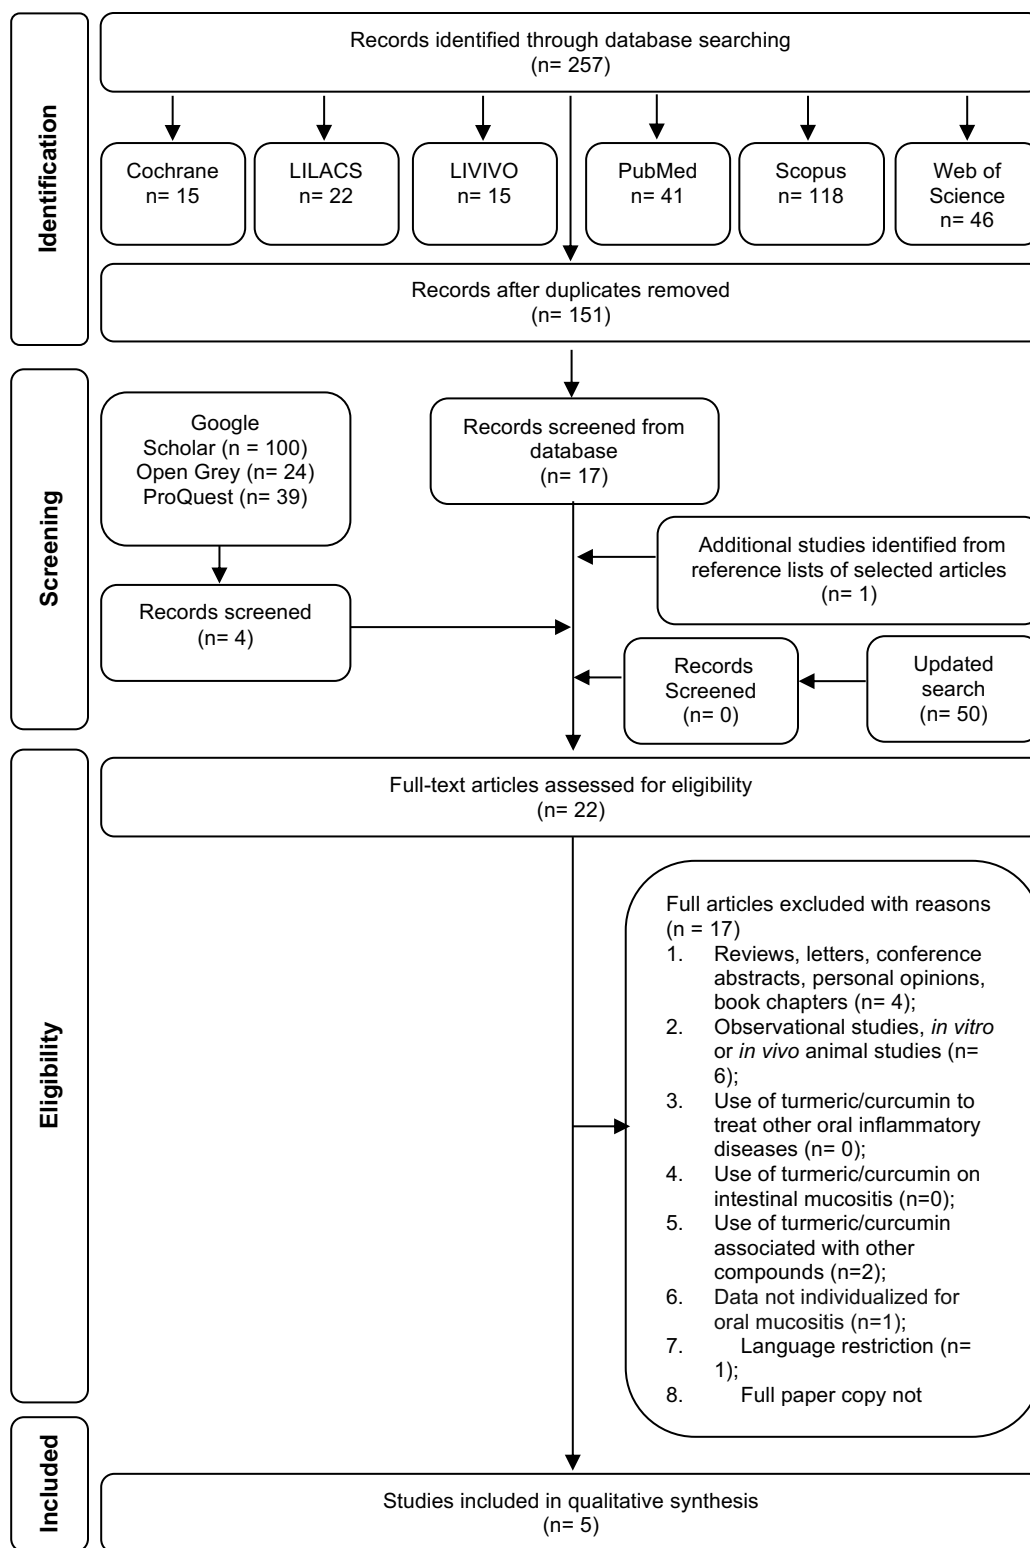 Identification
Records identified through database searching
(n= 257)
Cochrane
n= 15
LILACS
n= 22
LIVIVO
n= 15
PubMed
n= 41
Scopus
n= 118
Web of
Science
n= 46
Records after duplicates removed
(n= 151)
Screening
Google
Scholar (n = 100)
Open Grey (n= 24)
ProQuest (n= 39)
Records screened from
database
(n= 17)
Additional studies identified from
reference lists of selected articles
(n= 1)
Records screened
(n= 4)
Records
Screened
(n= 0)
Updated
search
(n= 50)
Eligibility
Full-text articles assessed for eligibility
(n= 22)
Full articles excluded with reasons
(n = 17)
1. Reviews, letters, conference
abstracts, personal opinions,
book chapters (n= 4);
2. Observational studies, in vitro
or in vivo animal studies (n=
6);
3. Use of turmeric/curcumin to
treat other oral inflammatory
diseases (n= 0);
4. Use of turmeric/curcumin on
intestinal mucositis (n=0);
5. Use of turmeric/curcumin
associated with other
compounds (n=2);
6. Data not individualized for
oral mucositis (n=1);
7. Language restriction (n=
1);
8. Full paper copy not
Included
Studies included in qualitative synthesis
(n= 5)